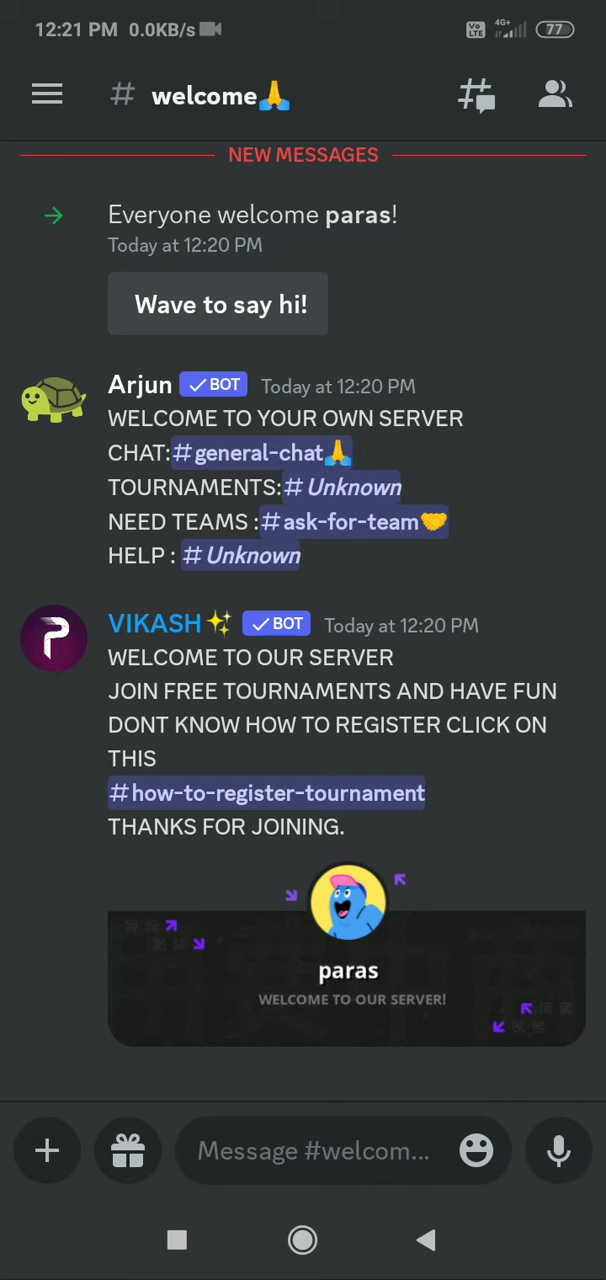 12:21 PM 0.0KB/s VoLTE 4G+ 77
# welcome🙏
NEW MESSAGES
Everyone welcome paras!
Today at 12:20 PM
Wave to say hi!
Arjun ✓ BOT Today at 12:20 PM
WELCOME TO YOUR OWN SERVER
CHAT:#general-chat🙏
TOURNAMENTS:#Unknown
NEED TEAMS :#ask-for-team🤝
HELP : #Unknown
VIKASH✨ ✓ BOT Today at 12:20 PM
WELCOME TO OUR SERVER
JOIN FREE TOURNAMENTS AND HAVE FUN
DONT KNOW HOW TO REGISTER CLICK ON
THIS
#how-to-register-tournament
THANKS FOR JOINING.
paras
WELCOME TO OUR SERVER!
Message #welcom...